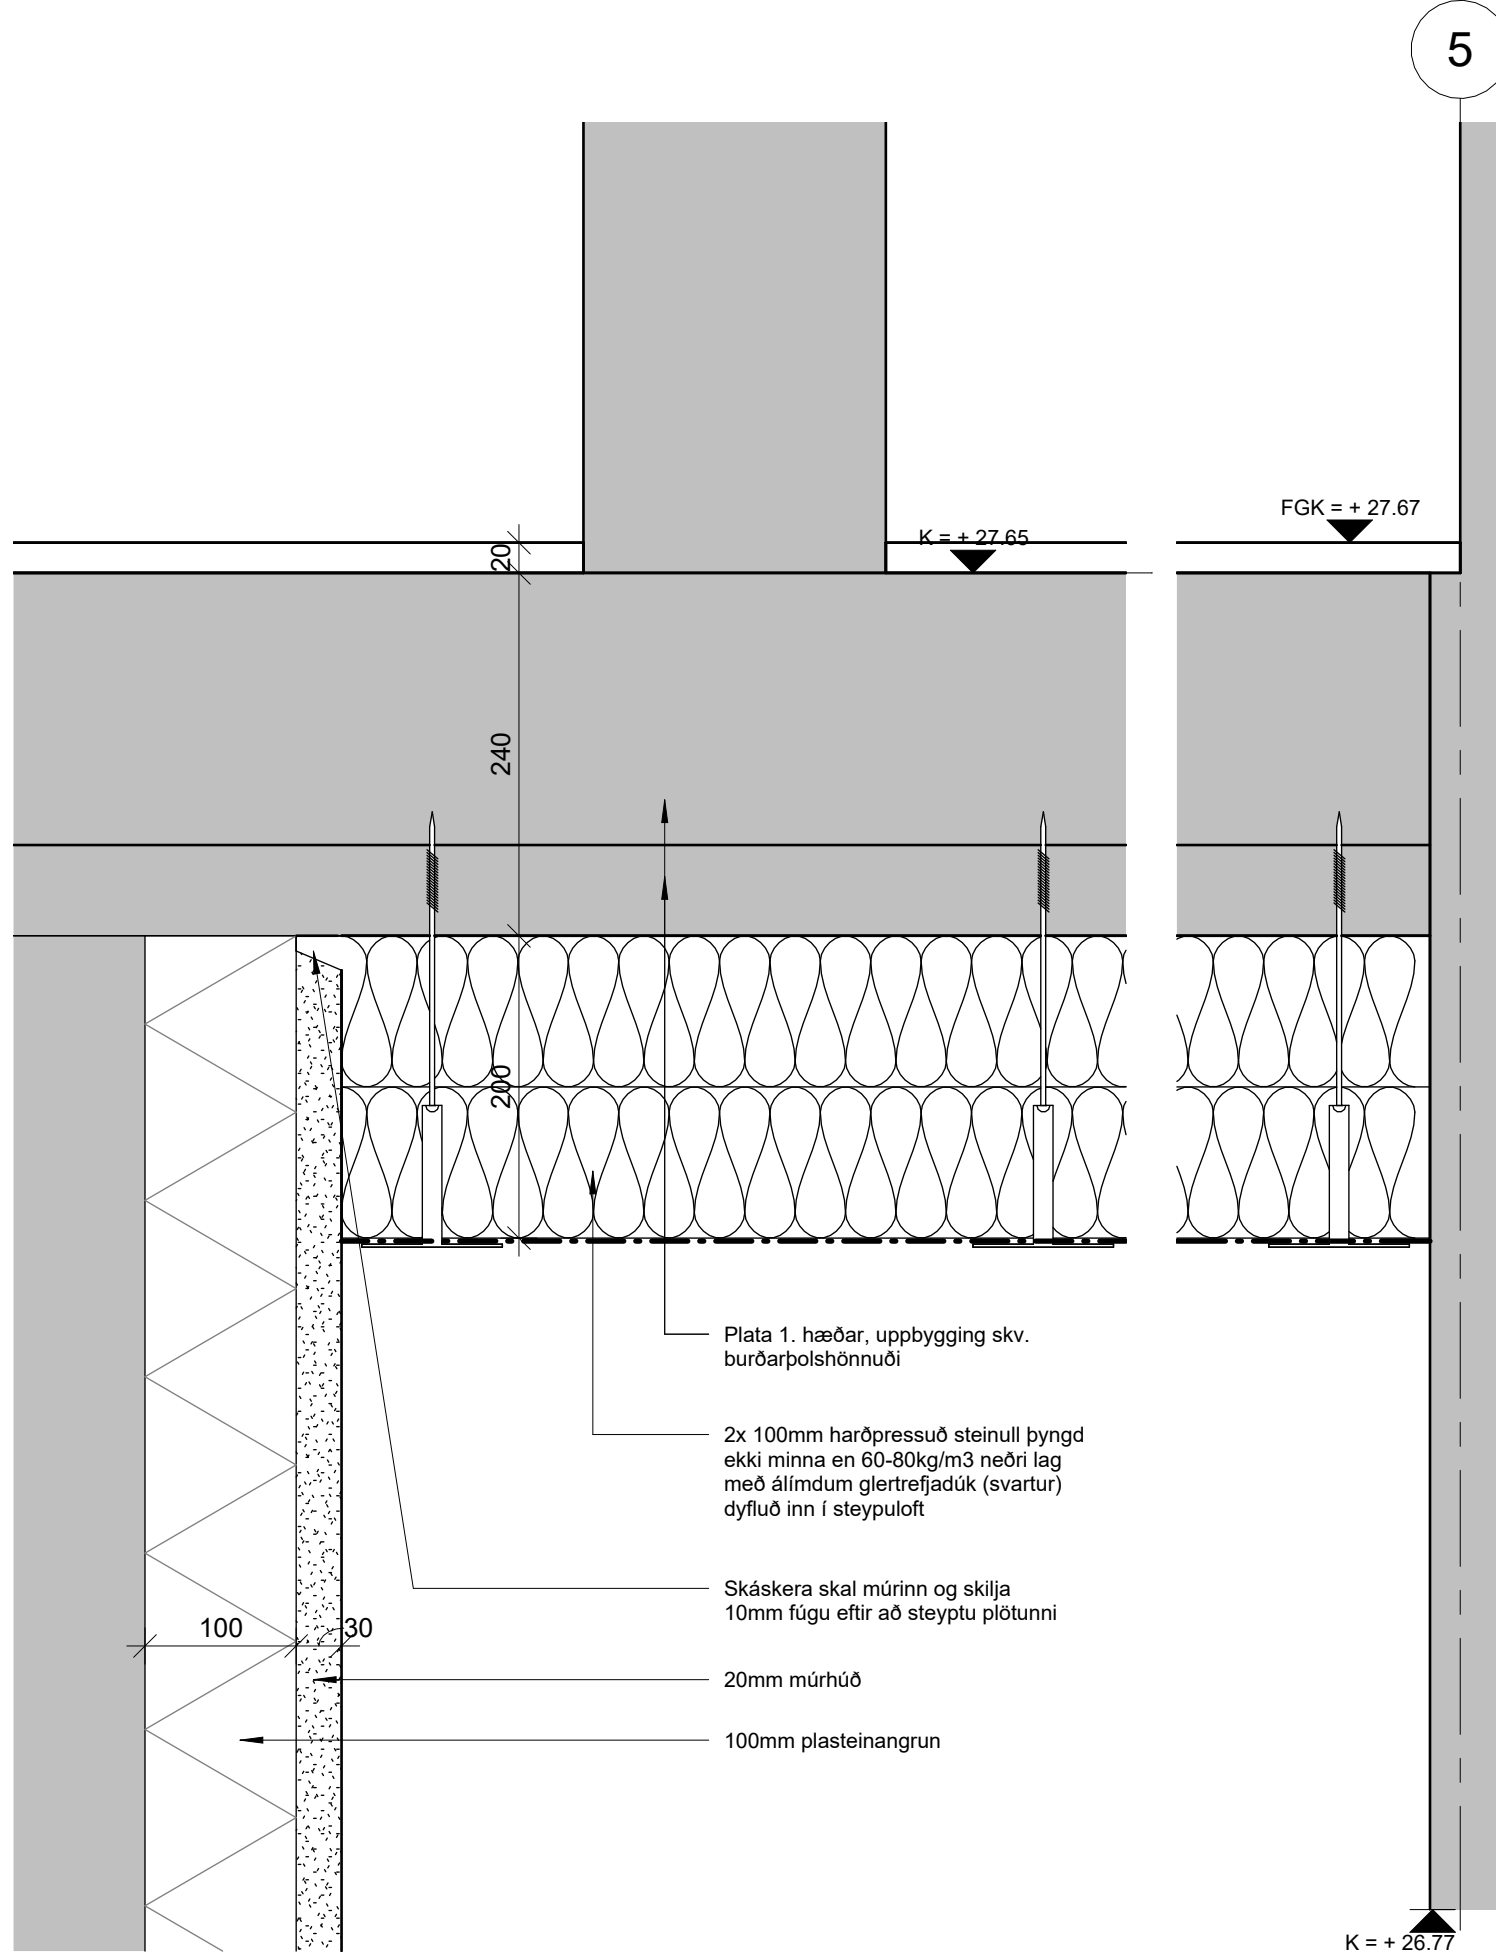 5
FGK = + 27.67
K = + 27.65
20
240
200
Plata 1. hæðar, uppbygging skv.
burðarþolshönnuði
2x 100mm harðpressuð steinull þyngd
ekki minna en 60-80kg/m3 neðri lag
með álímdum glertrefjadúk (svartur)
dyfluð inn í steypuloft
Skáskera skal múrinn og skilja
10mm fúgu eftir að steyptu plötunni
100
30
20mm múrhúð
100mm plasteinangrun
K = + 26.77